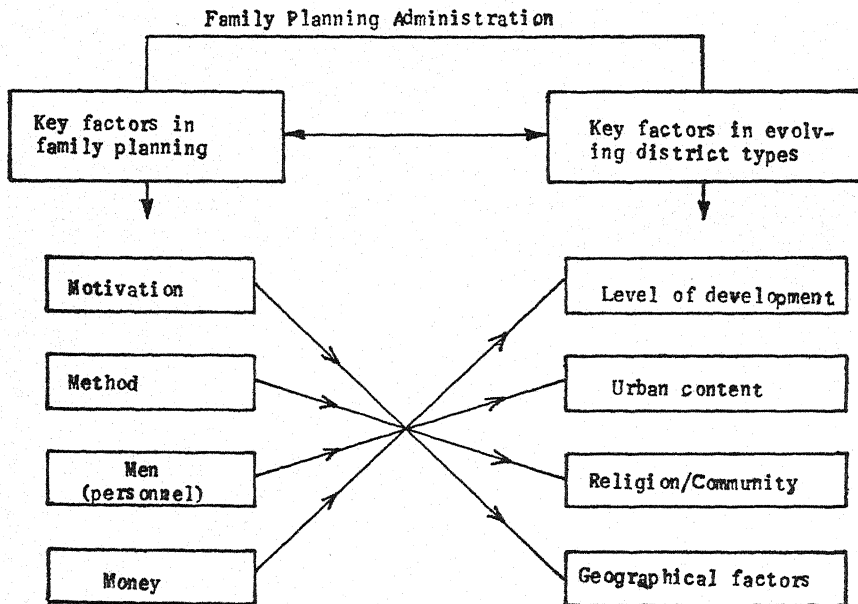 Family Planning Administration
Key factors in
family planning
Key factors in evolv-
ing district types
Motivation
Level of development
Method
Urban content
Men
(personnel)
Religion/Community
Money
Geographical factors